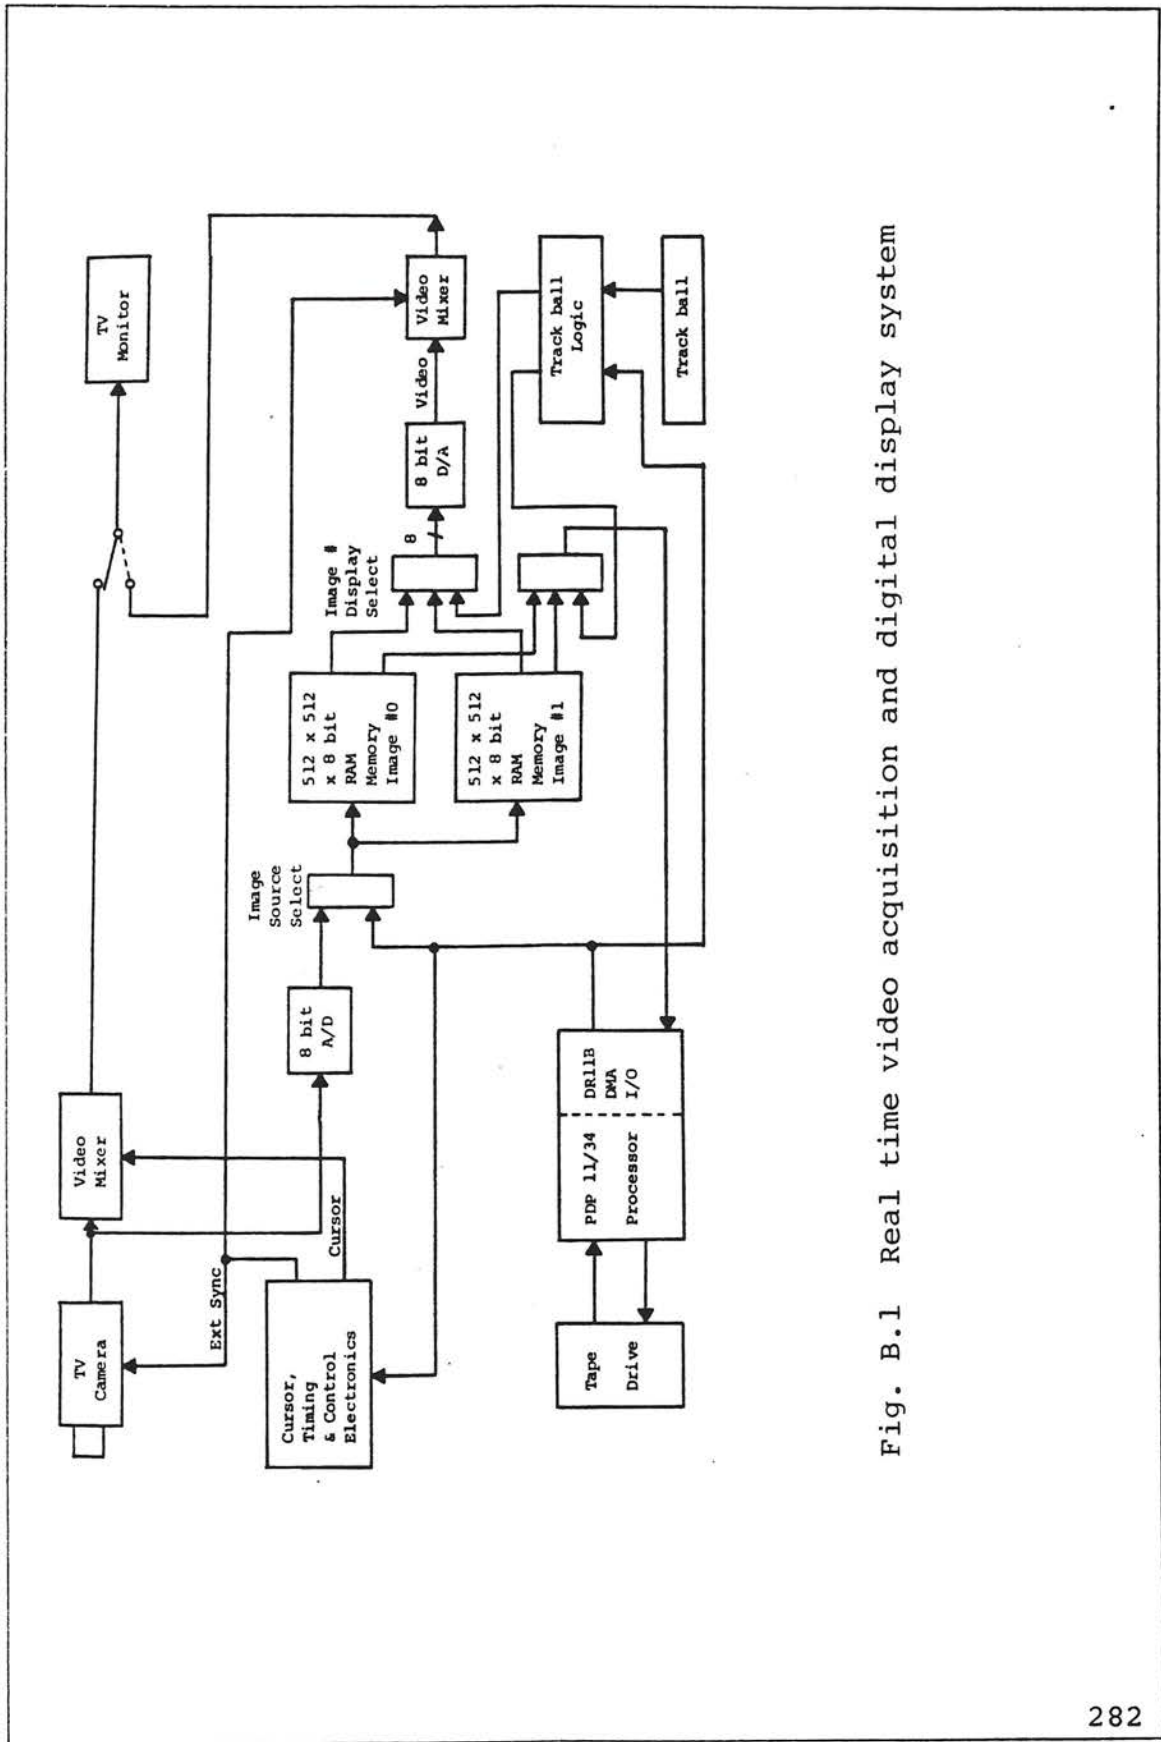 TV
Camera
Video
Mixer
TV
Monitor
Ext Sync
Cursor
Cursor,
Timing
& Control
Electronics
8 bit
A/D
Image
Source
Select
512 x 512
x 8 bit
RAM
Memory
Image #0
512 x 512
x 8 bit
RAM
Memory
Image #1
Image #
Display
Select
8
8 bit
D/A
Video
Video
Mixer
Track ball
Logic
Track ball
Tape
Drive
PDP 11/34
Processor
DR11B
DMA
I/O
Fig. B.1 Real time video acquisition and digital display system
282